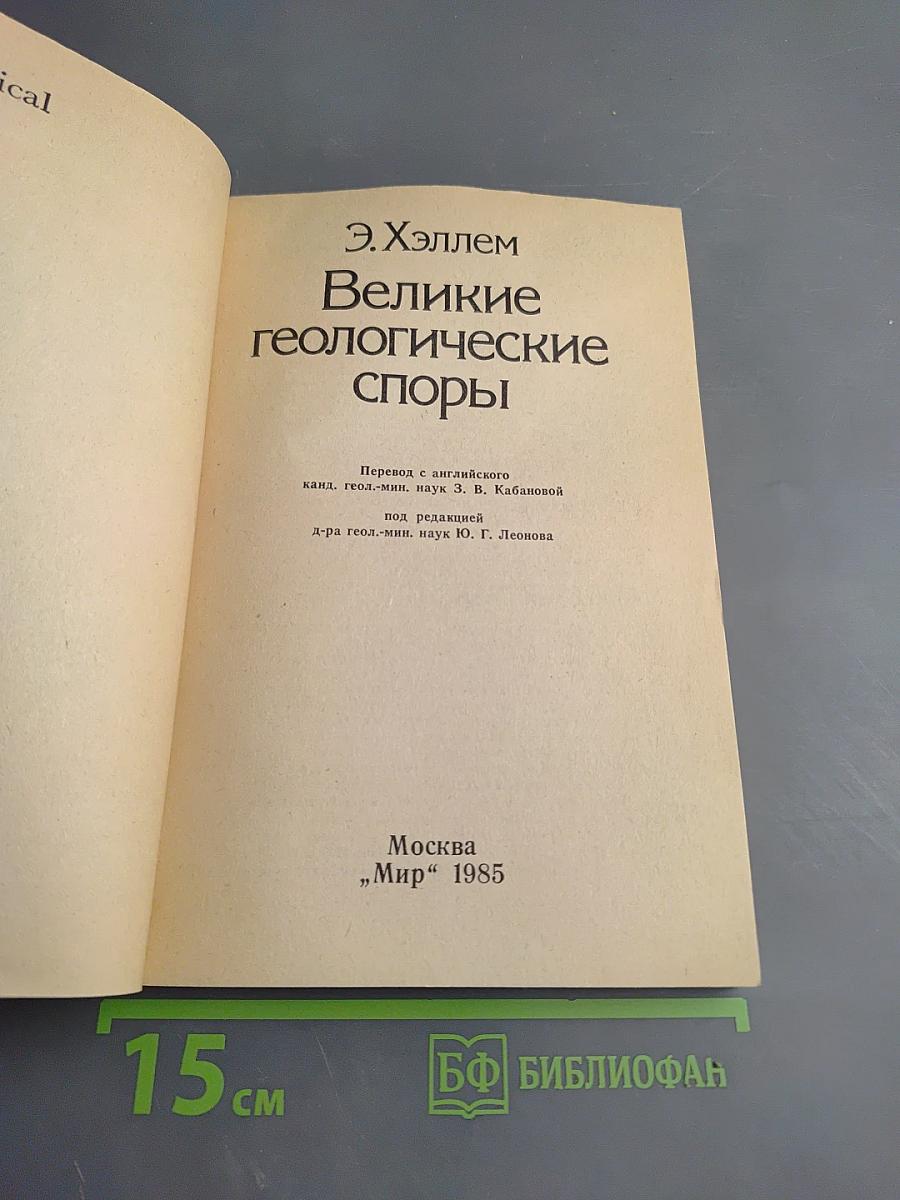 ical
Э. Хэллем
Великие
геологические
споры
Перевод с английского
канд. геол.-мин. наук З. В. Кабановой
под редакцией
д-ра геол.-мин. наук Ю. Г. Леонова
Москва
„Мир“ 1985
15 см
БФ БИБЛИОФАН